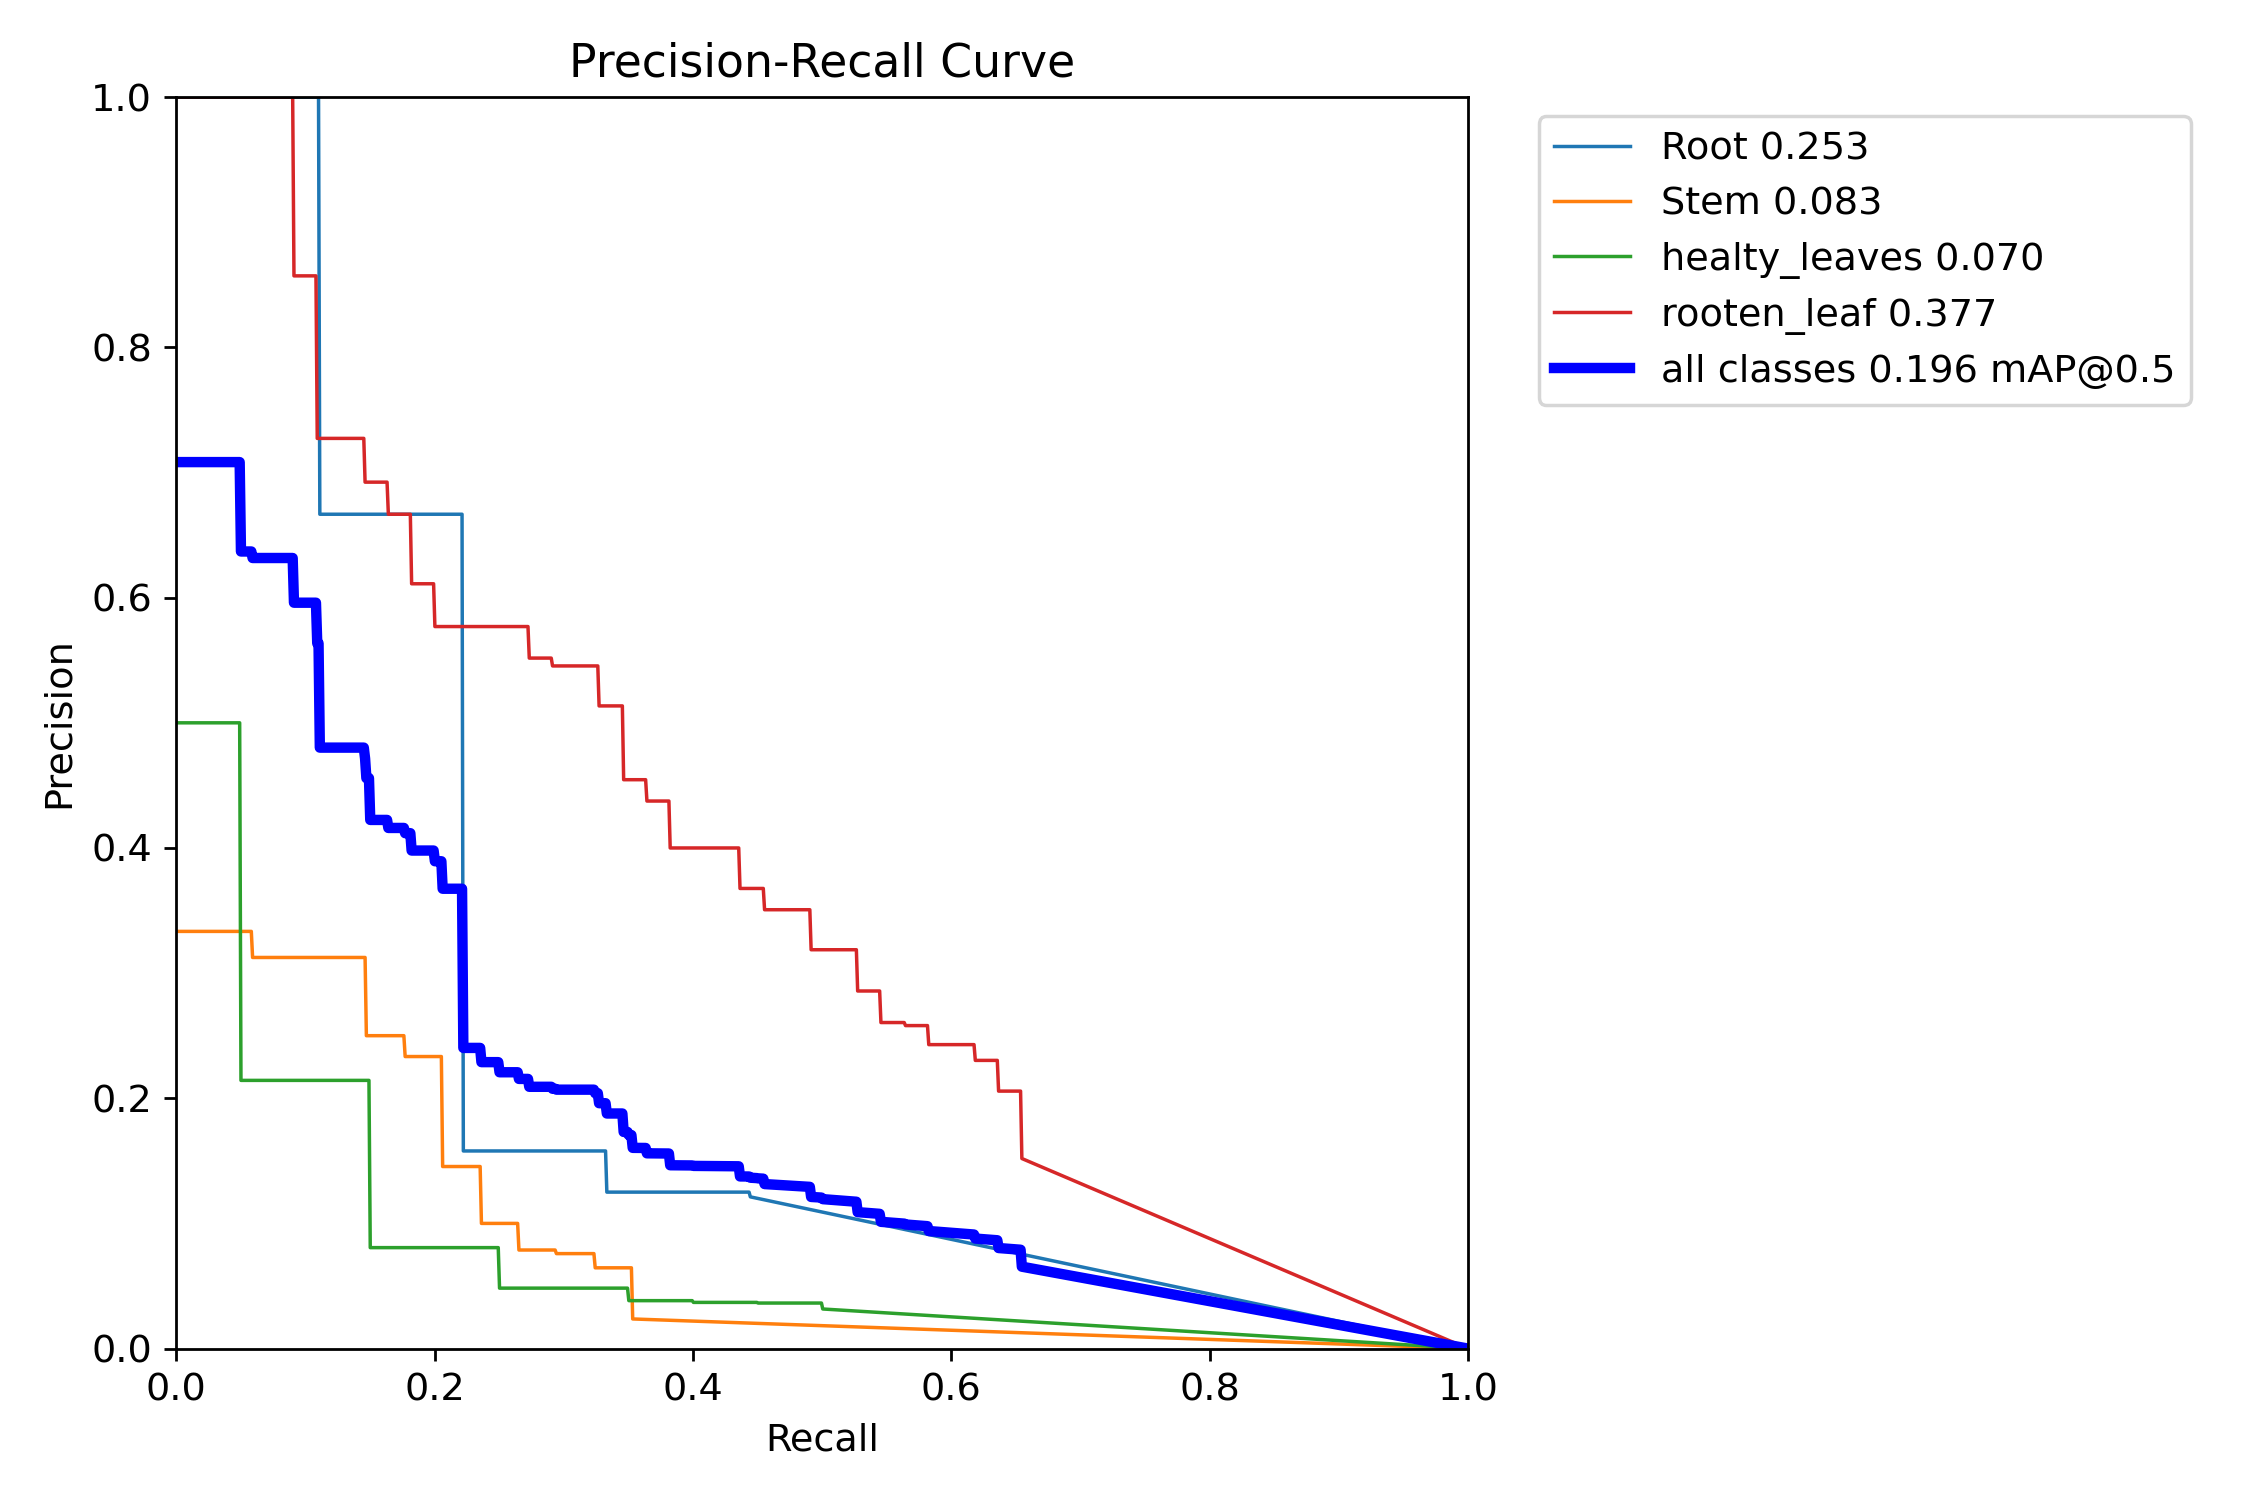 Precision-Recall Curve
1.0
0.8
0.6
0.4
0.2
0.0
Precision
0.0 0.2 0.4 0.6 0.8 1.0
Recall
Root 0.253
Stem 0.083
healty_leaves 0.070
rooten_leaf 0.377
all classes 0.196 mAP@0.5